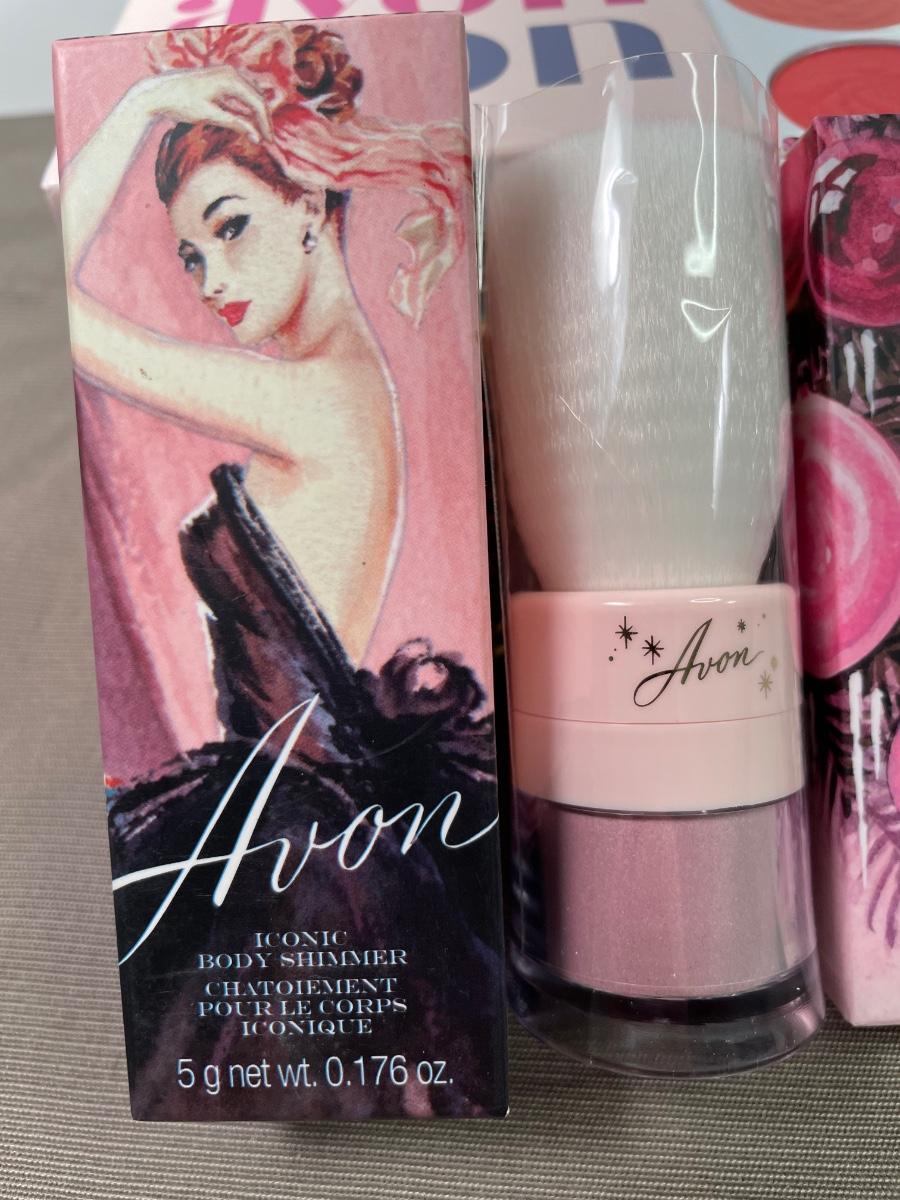 Avon
ICONIC
BODY SHIMMER
CHATOIEMENT
POUR LE CORPS
ICONIQUE
5 g net wt. 0.176 oz.
Avon